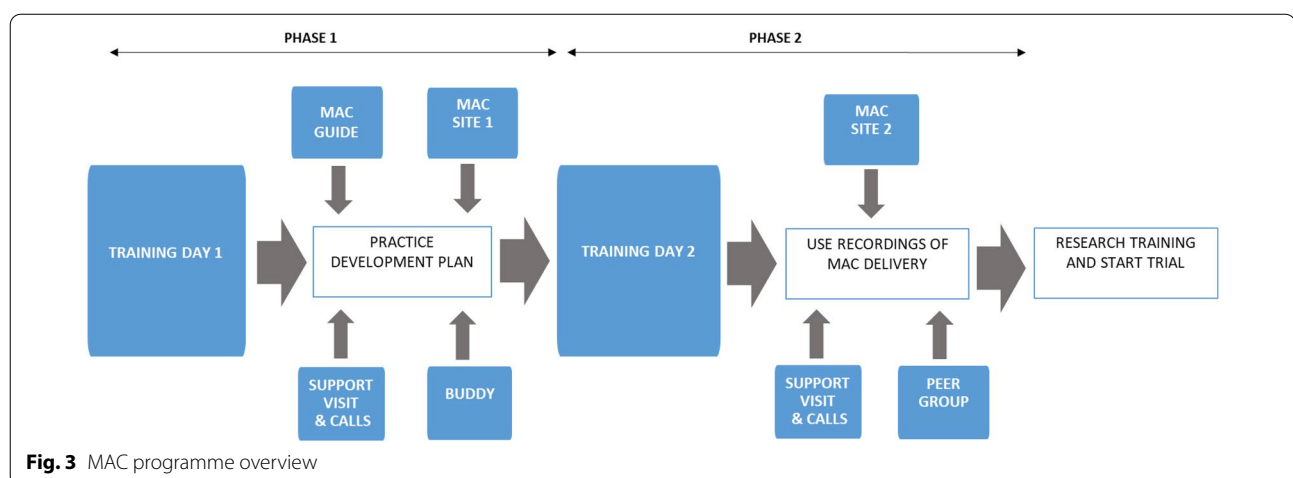 PHASE 1
PHASE 2
MAC
GUIDE
MAC
SITE 1
MAC
SITE 2
TRAINING DAY 1
PRACTICE
DEVELOPMENT PLAN
TRAINING DAY 2
USE RECORDINGS OF
MAC DELIVERY
RESEARCH TRAINING
AND START TRIAL
SUPPORT
VISIT
& CALLS
BUDDY
SUPPORT
VISIT
& CALLS
PEER
GROUP
Fig. 3 MAC programme overview